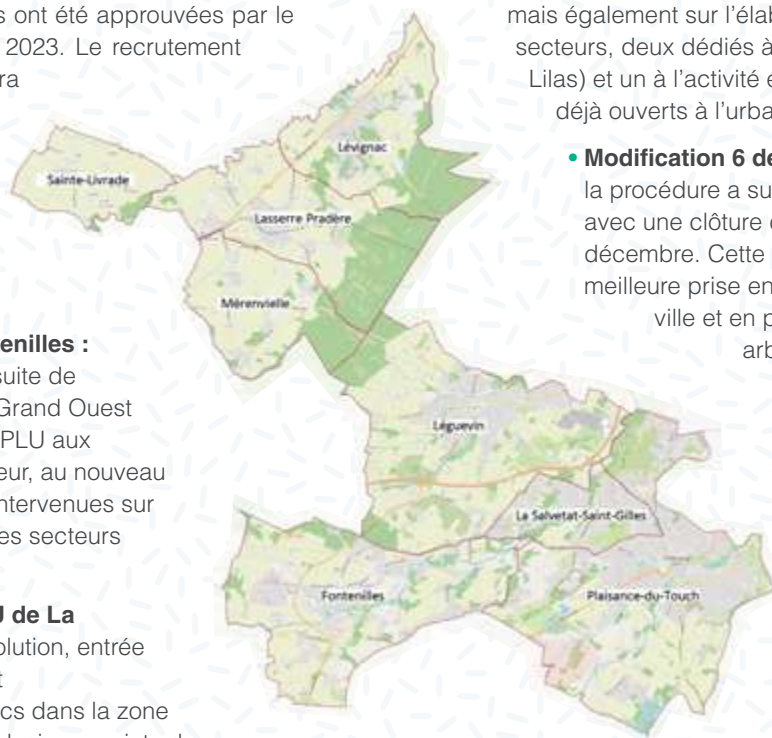 s ont été approuvées par le
2023. Le recrutement
ra
enilles :
suite de
Grand Ouest
PLU aux
eur, au nouveau
ntervenues sur
es secteurs
U de La
olution, entrée
t
cs dans la zone
mais également sur l'élab
secteurs, deux dédiés à
Lilas) et un à l'activité e
déjà ouverts à l'urba
• Modification 6 de
la procédure a su
avec une clôture d
décembre. Cette
meilleure prise en
ville et en p
arb
Lévignac
Sainte-Livrade
Lasserre Pradère
Mérenvielle
Léguevin
La Salvetat-Saint-Gilles
Fontenilles
Plaisance-du-Touch